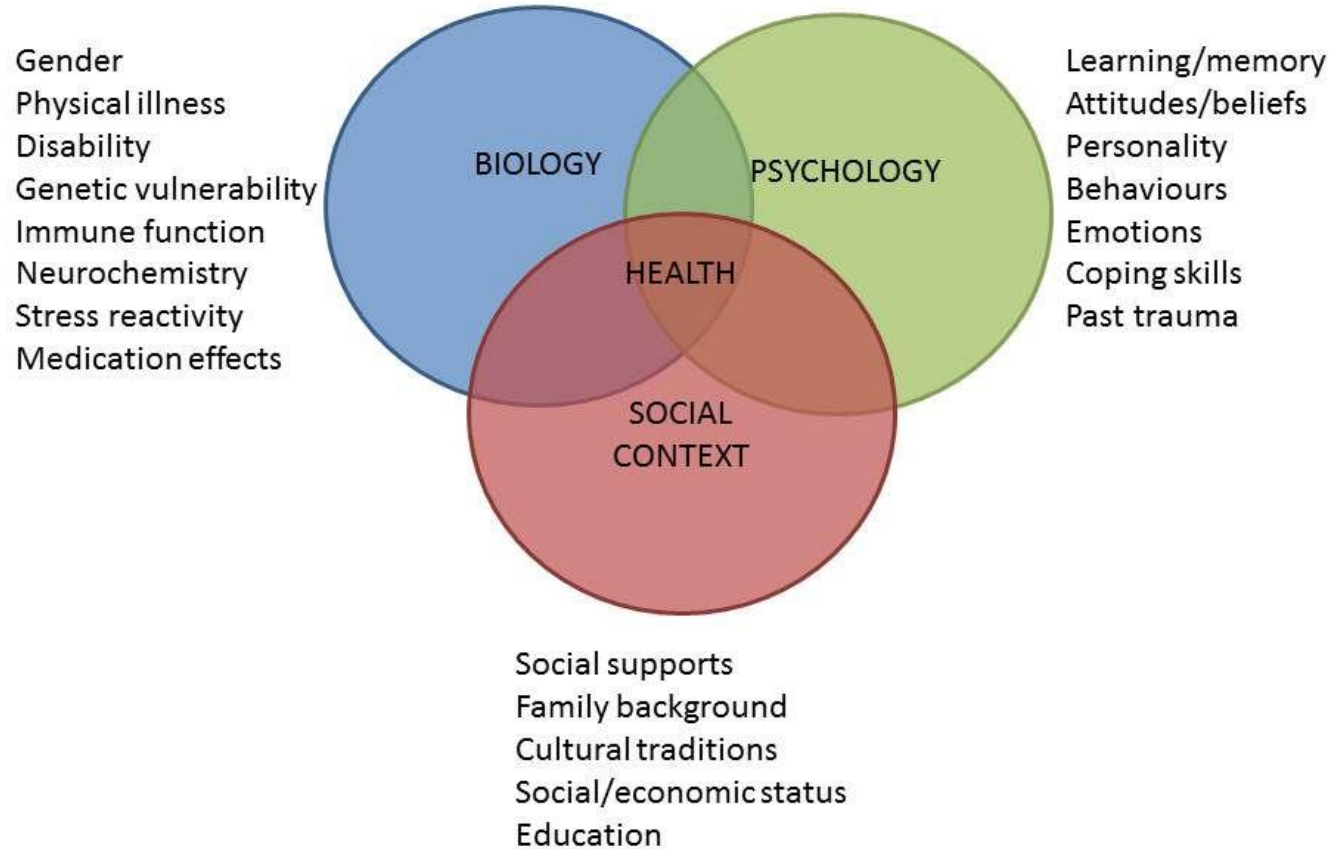 Gender
Physical illness
Disability
Genetic vulnerability
Immune function
Neurochemistry
Stress reactivity
Medication effects
BIOLOGY
PSYCHOLOGY
HEALTH
SOCIAL
CONTEXT
Learning/memory
Attitudes/beliefs
Personality
Behaviours
Emotions
Coping skills
Past trauma
Social supports
Family background
Cultural traditions
Social/economic status
Education